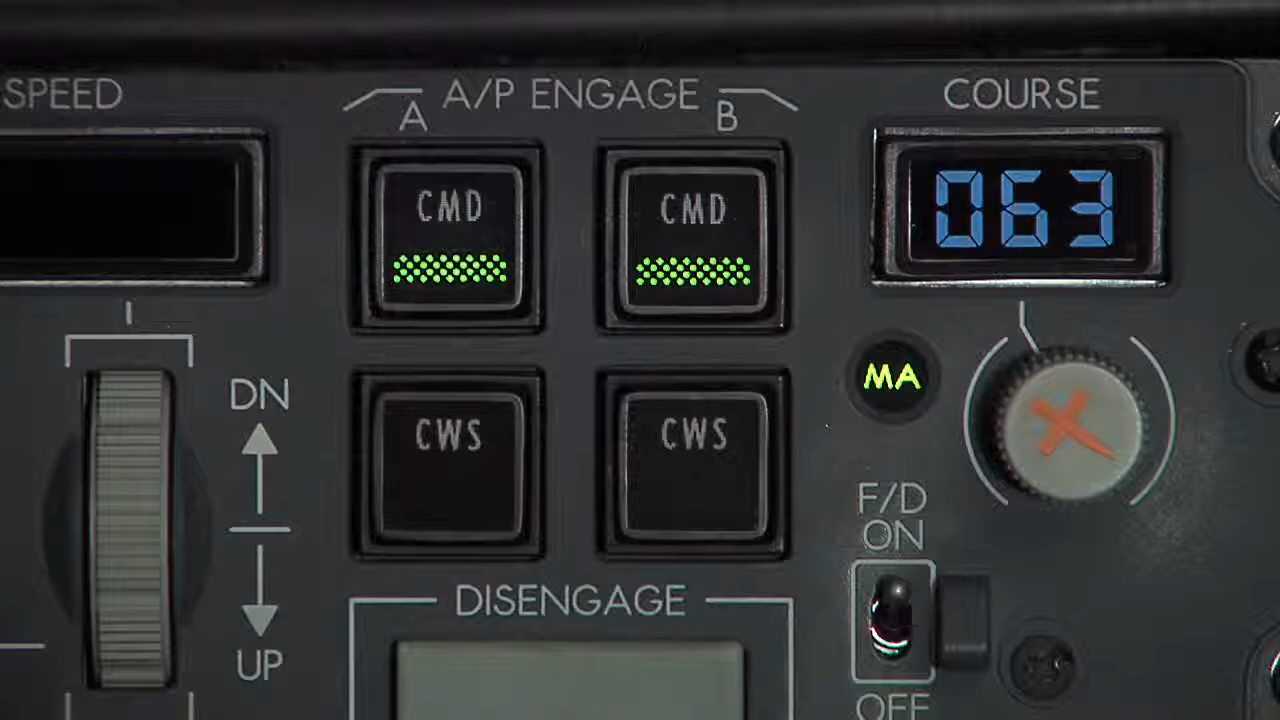 SPEED
A/P ENGAGE
COURSE
A
B
CMD
CMD
063
MA
DN
CWS
CWS
F/D
ON
DISENGAGE
UP
OFF